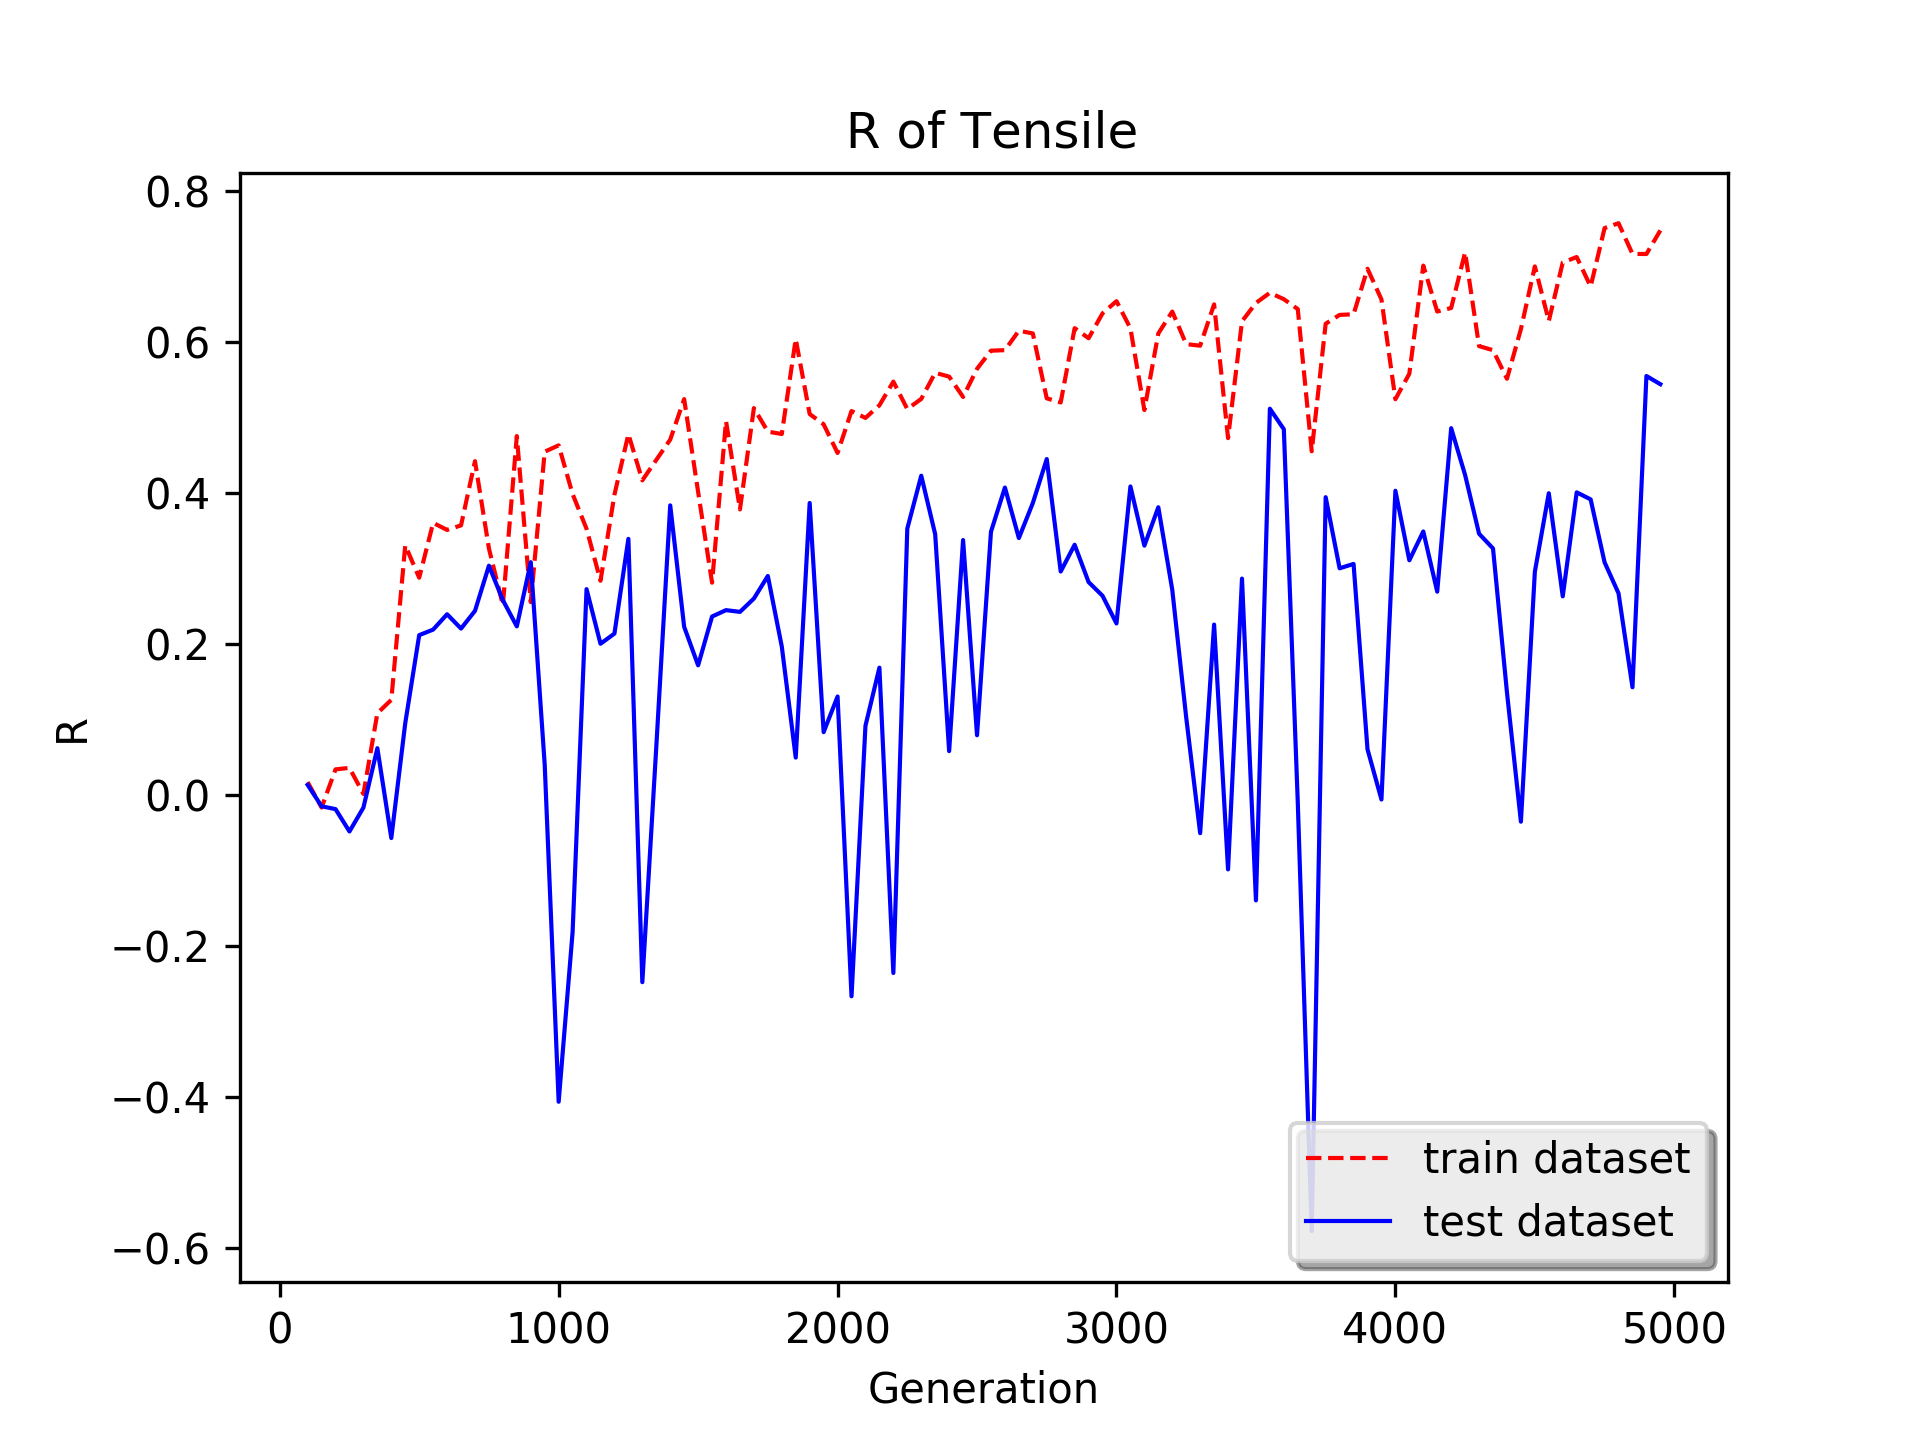 R of Tensile
0.8
0.6
0.4
0.2
0.0
−0.2
−0.4
−0.6
R
train dataset
test dataset
0 1000 2000 3000 4000 5000
Generation